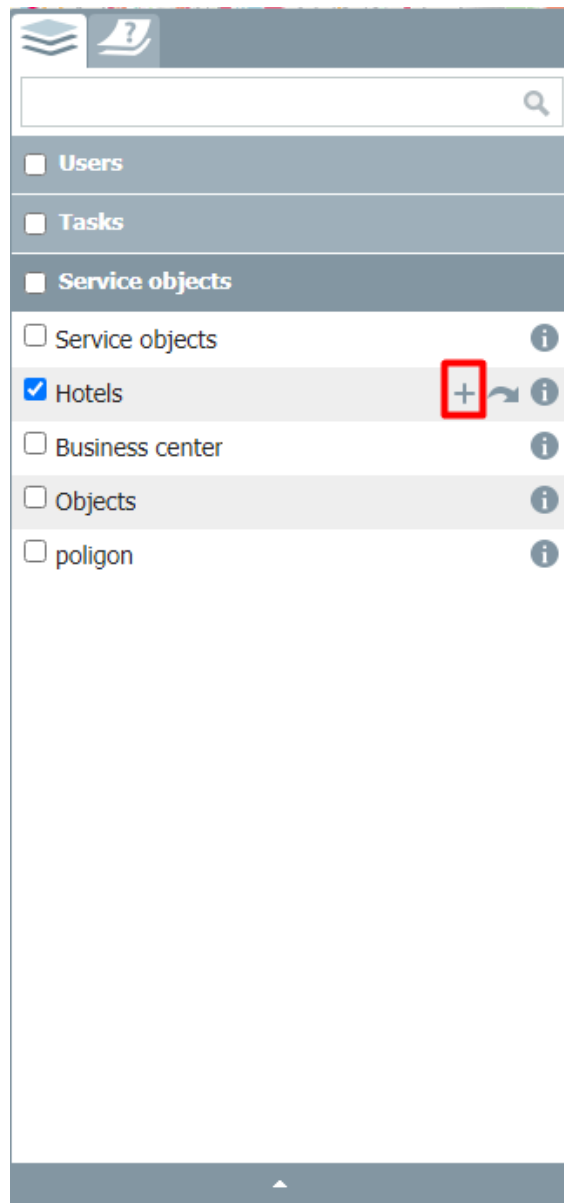 Users
Tasks
Service objects
Service objects
Hotels
Business center
Objects
poligon